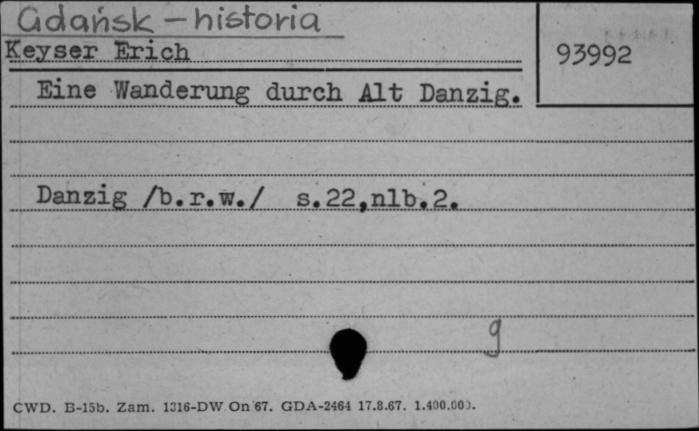 Gdańsk – historia
Keyser Erich
93992
Eine Wanderung durch Alt Danzig.
Danzig /b.r.w./ s.22,nlb.2.
g
CWD. B-15b. Zam. 1316-DW On 67. GDA-2464 17.8.67. 1.400.000.